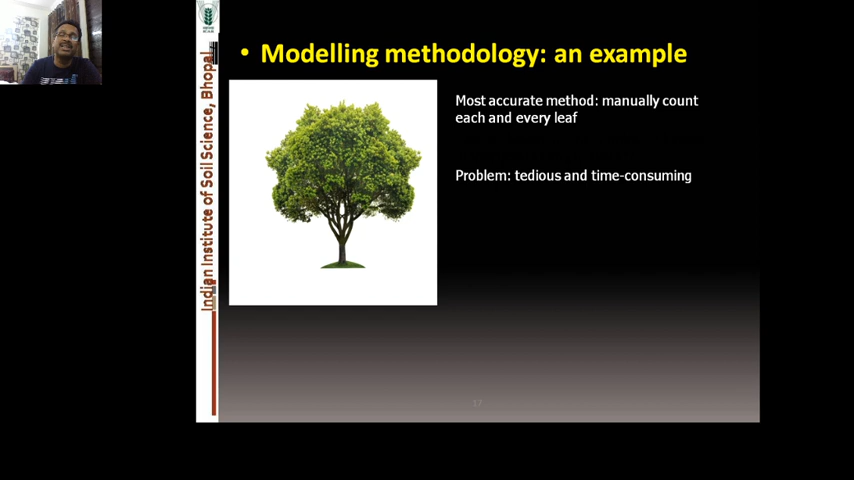 • Modelling methodology: an example
Most accurate method: manually count
each and every leaf
Problem: tedious and time-consuming
Indian Institute of Soil Science, Bhopal
17